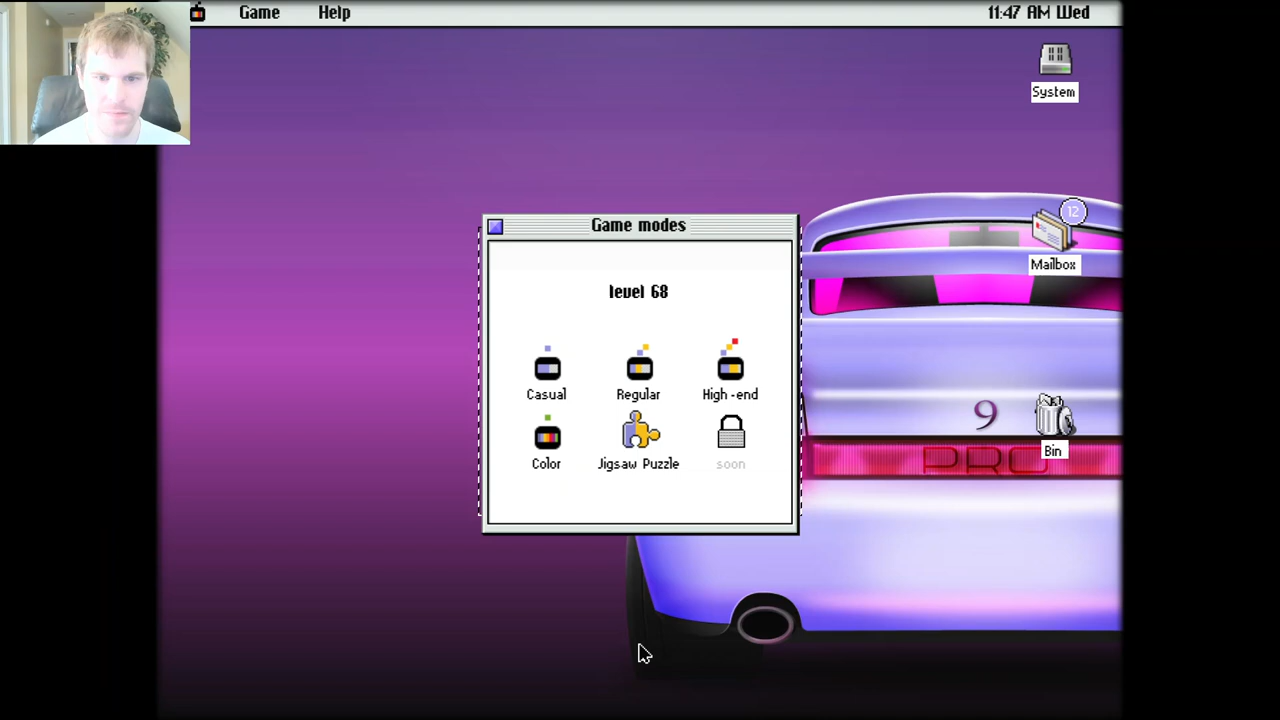 Game Help 11:47 AM Wed
System
Game modes
12
Mailbox
level 68
Casual Regular High-end
9
Bin
Color Jigsaw Puzzle soon
PRO